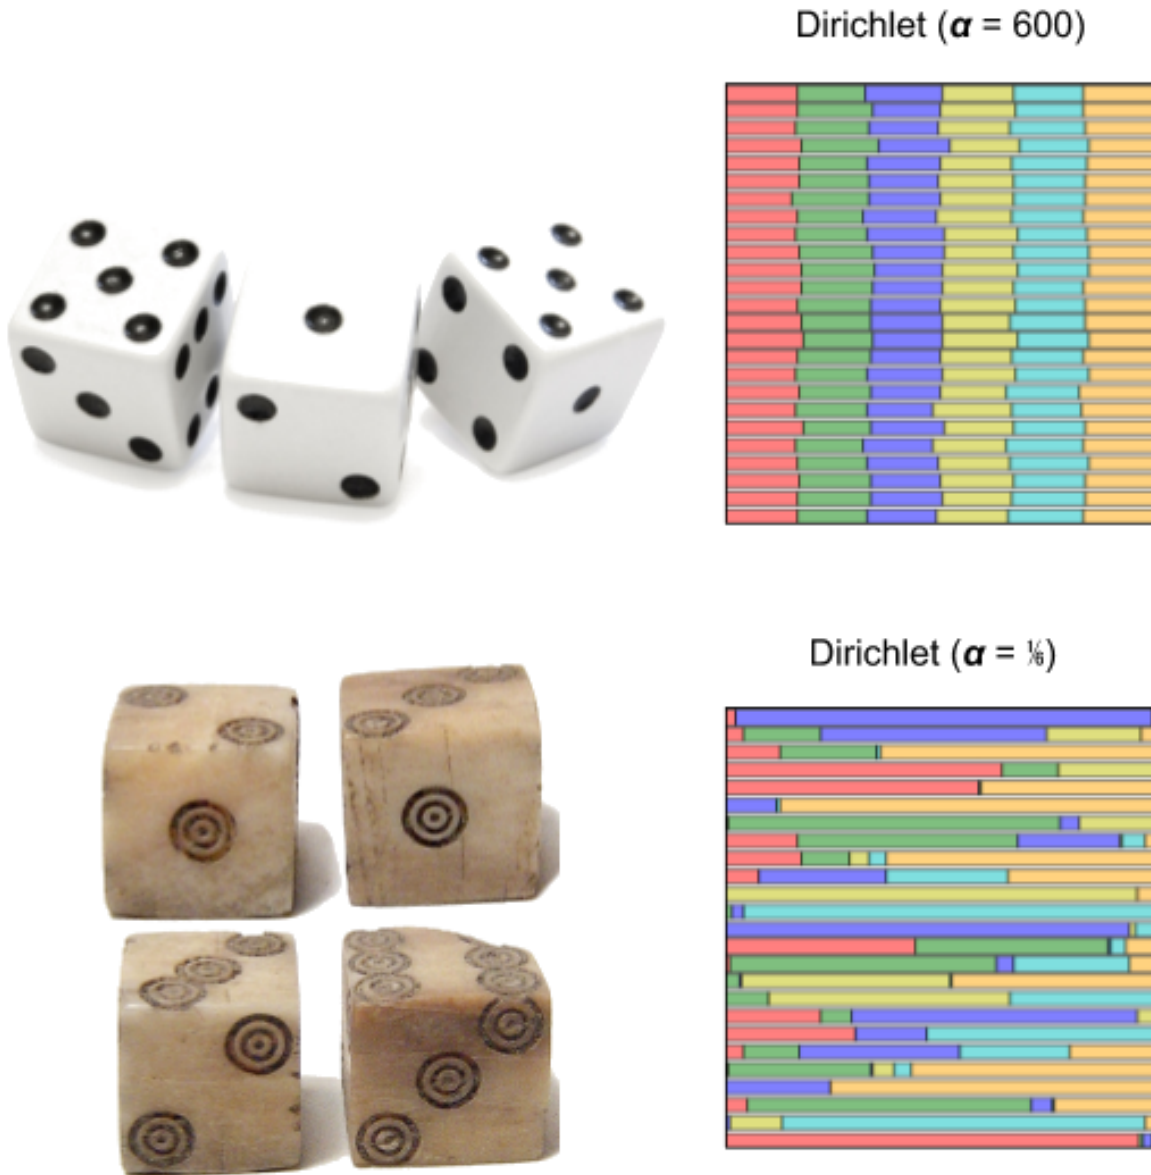 Dirichlet (α = 600)
Dirichlet (α = ⅙)